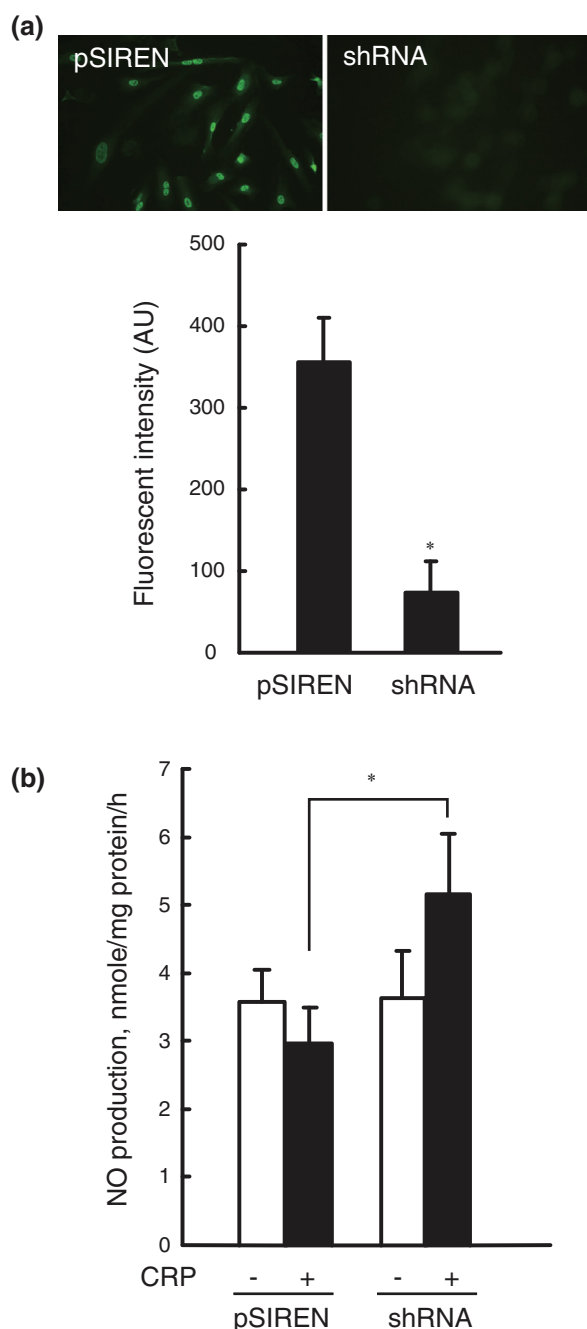 (a)
pSIREN shRNA
500
400
300
200
100
0
Fluorescent intensity (AU)
*
pSIREN shRNA
(b)
7
6
5
4
3
2
1
0
NO production, nmole/mg protein/h
*
CRP - + - +
pSIREN shRNA